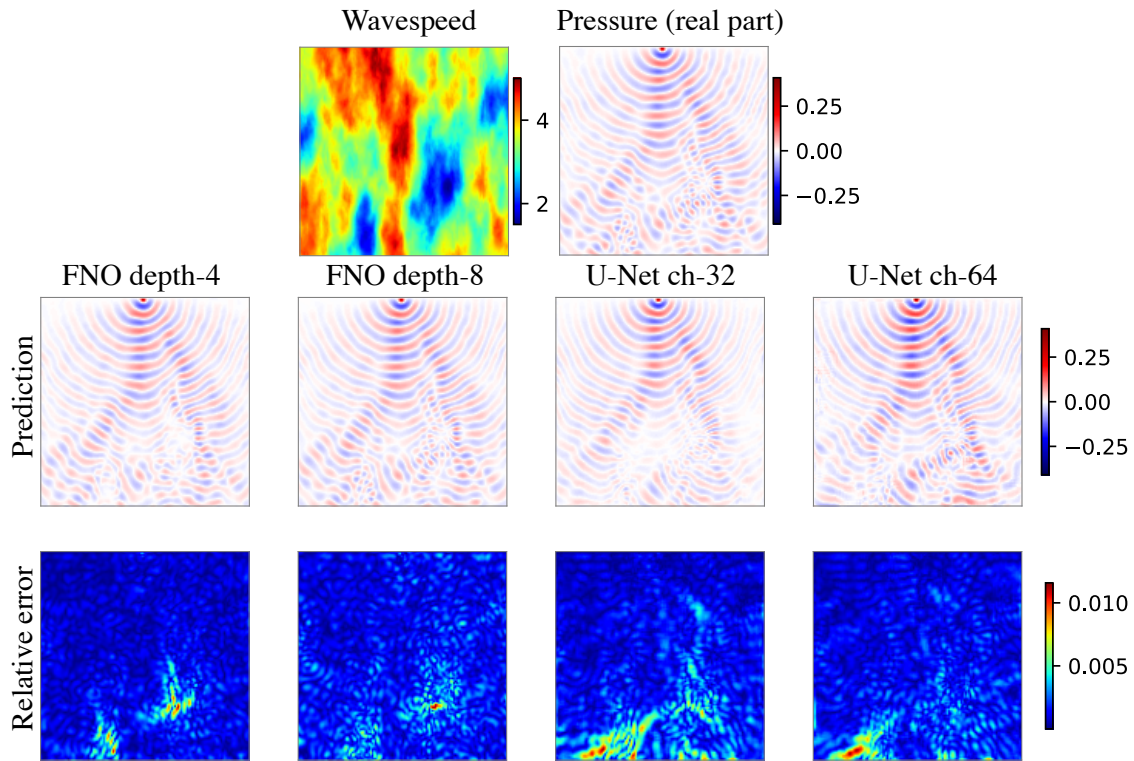 Wavespeed
Pressure (real part)
4
2
0.25
0.00
−0.25
FNO depth-4
FNO depth-8
U-Net ch-32
U-Net ch-64
Prediction
0.25
0.00
−0.25
Relative error
0.010
0.005